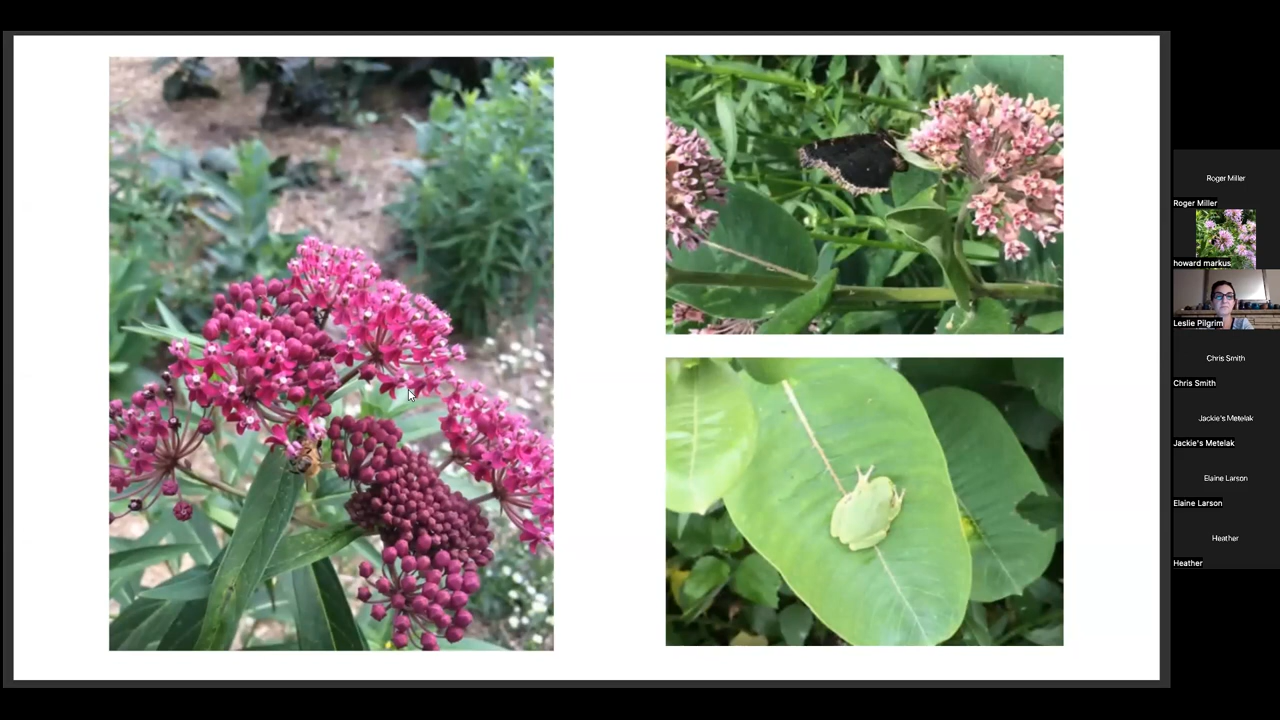 Roger Miller
Roger Miller
howard markus
Leslie Pilgrim
Chris Smith
Chris Smith
Jackie's Metelak
Jackie's Metelak
Elaine Larson
Elaine Larson
Heather
Heather